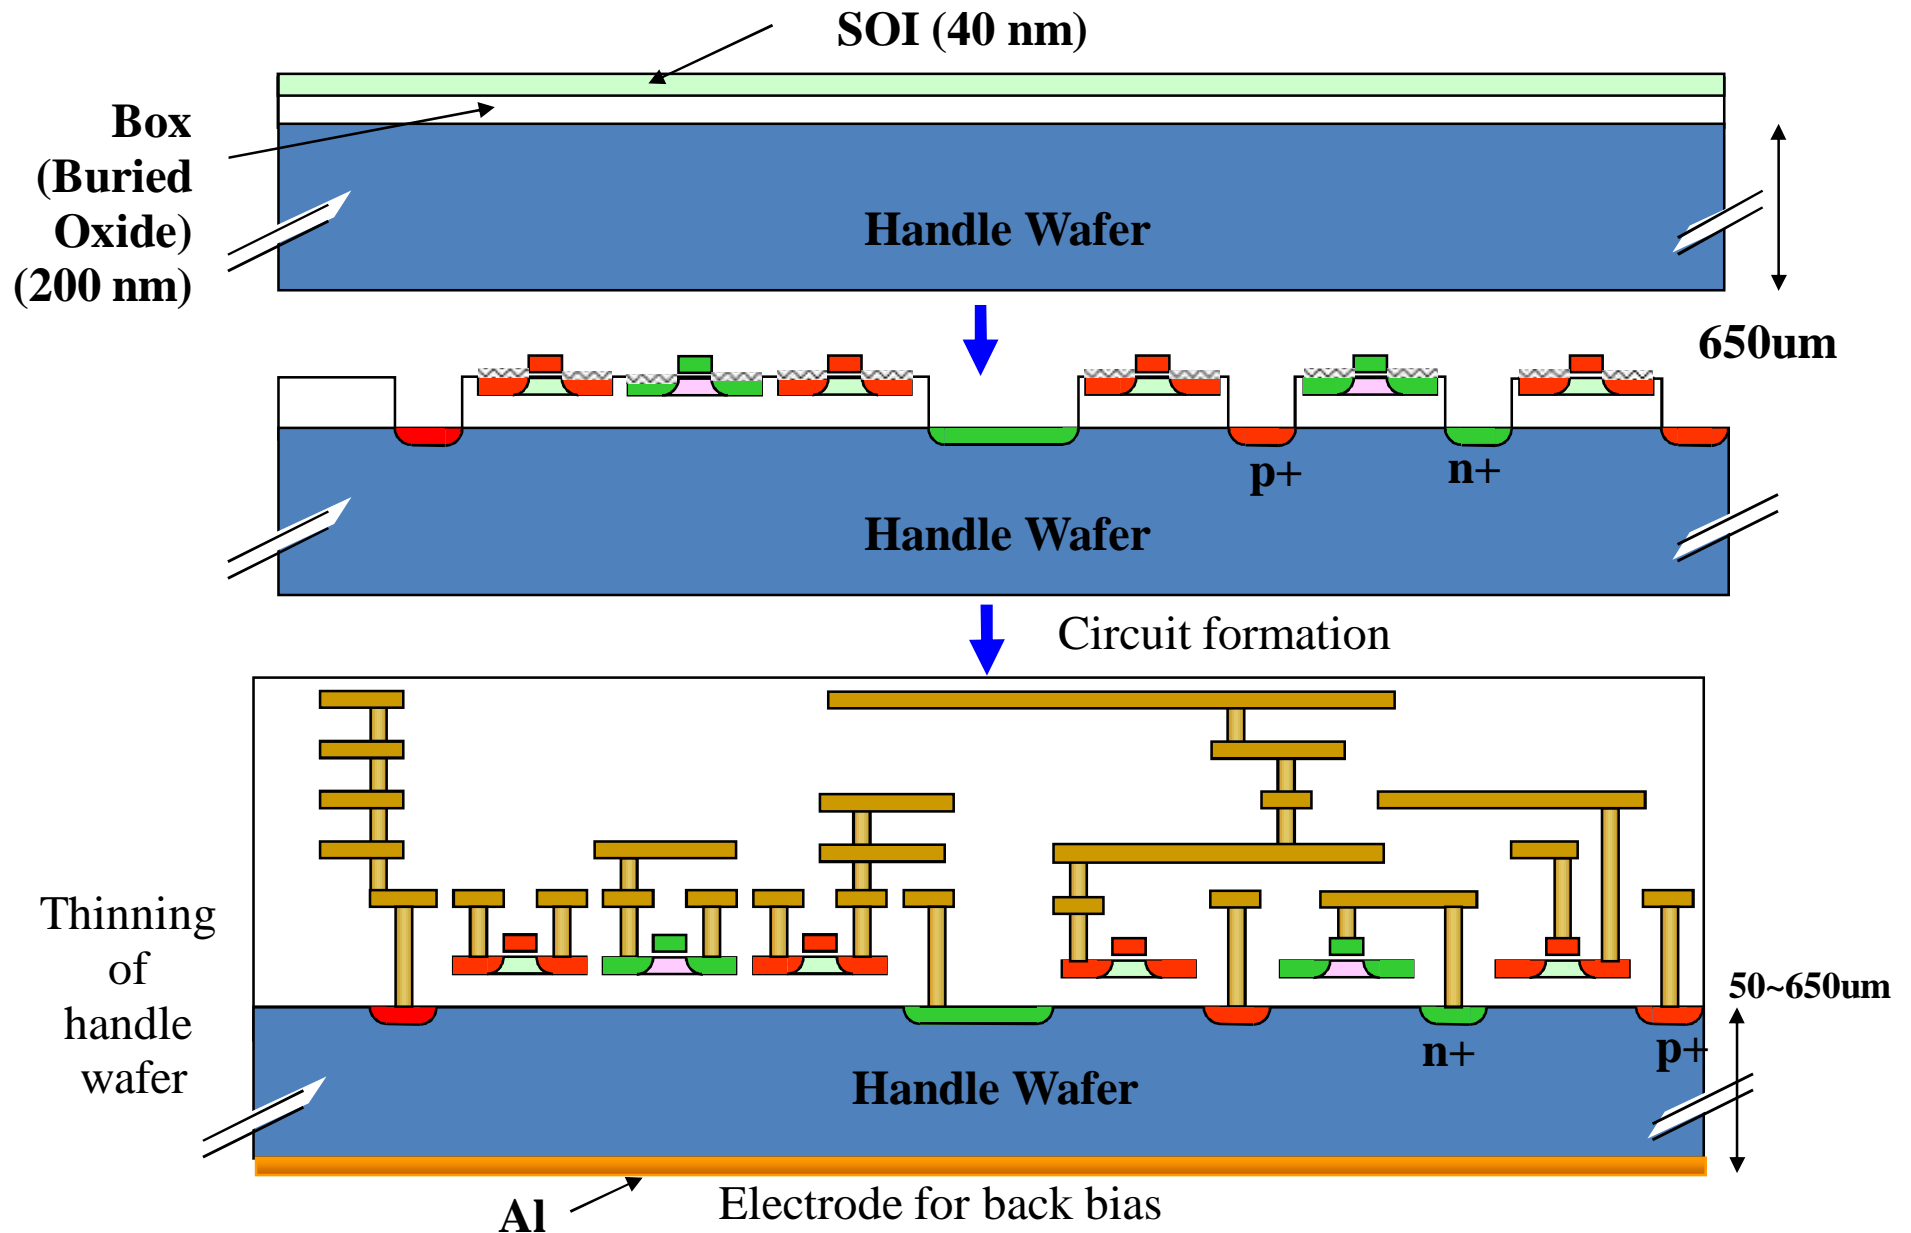 SOI (40 nm)
Box
(Buried
Oxide)
(200 nm)
Handle Wafer
650um
p+
n+
Handle Wafer
Circuit formation
Thinning
of
handle
wafer
50~650um
n+
p+
Handle Wafer
Al
Electrode for back bias